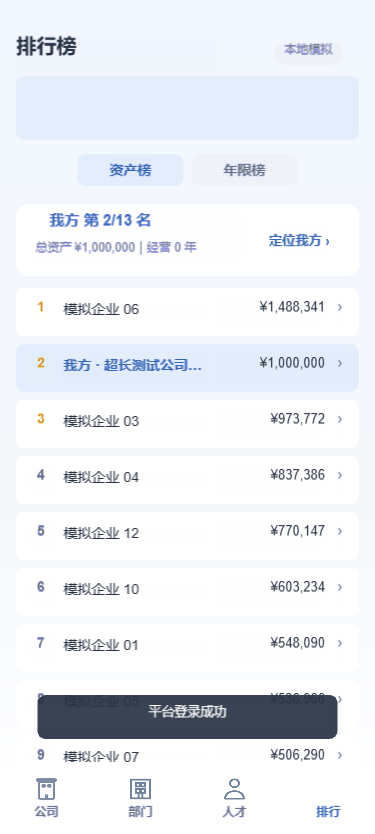 排行榜
本地模拟
资产榜 年限榜
我方 第 2/13 名
总资产 ¥1,000,000 | 经营 0 年
定位我方 ›
1 模拟企业 06 ¥1,488,341 ›
2 我方 · 超长测试公司... ¥1,000,000 ›
3 模拟企业 03 ¥973,772 ›
4 模拟企业 04 ¥837,386 ›
5 模拟企业 12 ¥770,147 ›
6 模拟企业 10 ¥603,234 ›
7 模拟企业 01 ¥548,090 ›
8 模拟企业 05 ›
平台登录成功
9 模拟企业 07 ¥506,290 ›
公司 部门 人才 排行